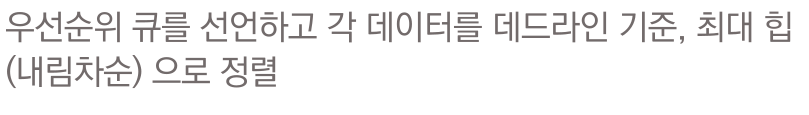 우선순위 큐를 선언하고 각 데이터를 데드라인 기준, 최대 힙
(내림차순) 으로 정렬